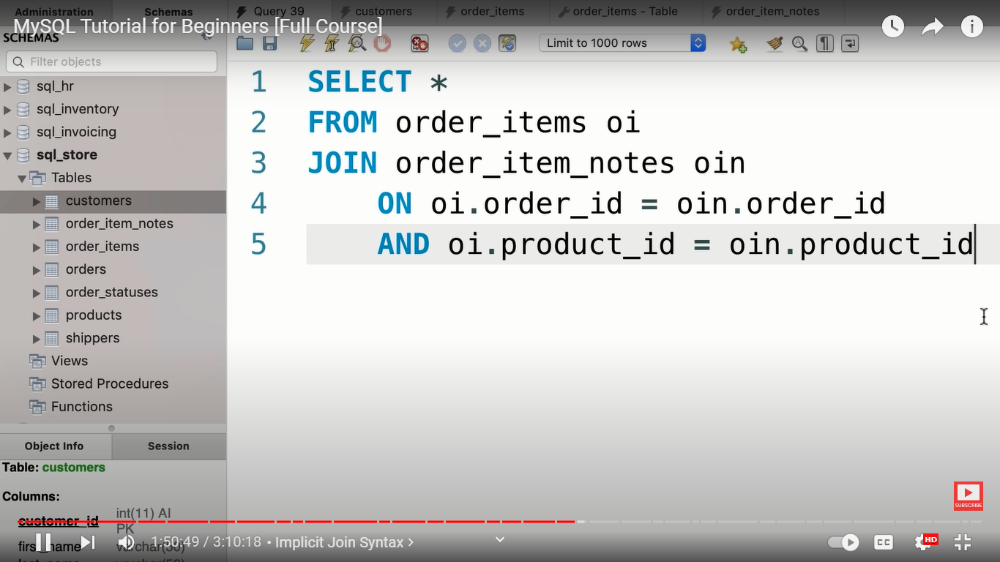 Administration Schemas Query 39 customers order_items order_items - Table order_item_notes
MySQL Tutorial for Beginners [Full Course]
SCHEMAS
Limit to 1000 rows
Filter objects
sql_hr
sql_inventory
sql_invoicing
sql_store
Tables
customers
order_item_notes
order_items
orders
order_statuses
products
shippers
Views
Stored Procedures
Functions
1 SELECT *
2 FROM order_items oi
3 JOIN order_item_notes oin
4 ON oi.order_id = oin.order_id
5 AND oi.product_id = oin.product_id
Object Info Session
Table: customers
Columns:
customer_id int(11) AI
PK
first_name varchar(50)
SUBSCRIBE
1:50:49 / 3:10:18 • Implicit Join Syntax >
CC HD